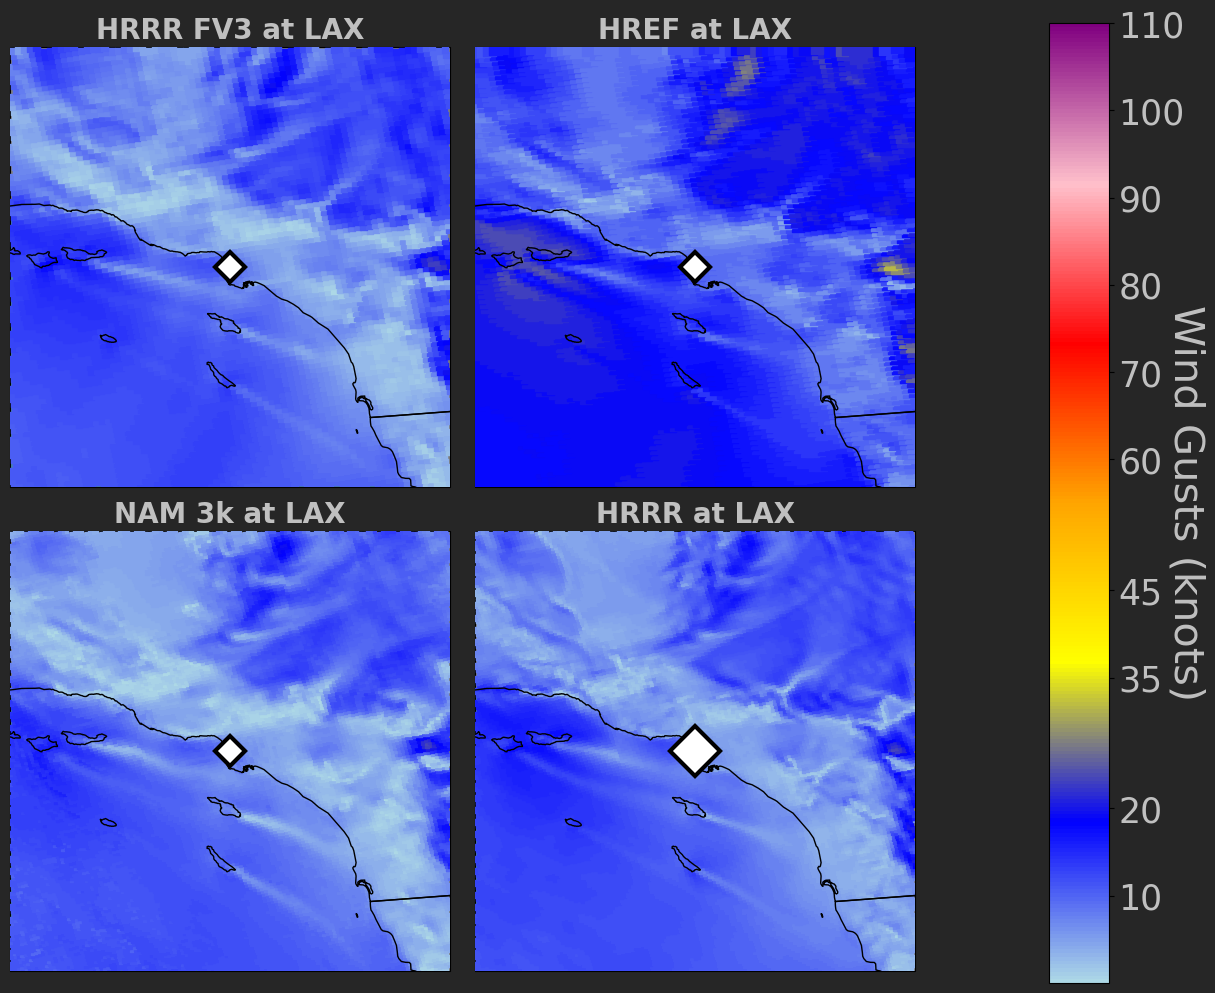 HRRR FV3 at LAX
HREF at LAX
NAM 3k at LAX
HRRR at LAX
110
100
90
80
70
60
45
35
20
10
Wind Gusts (knots)